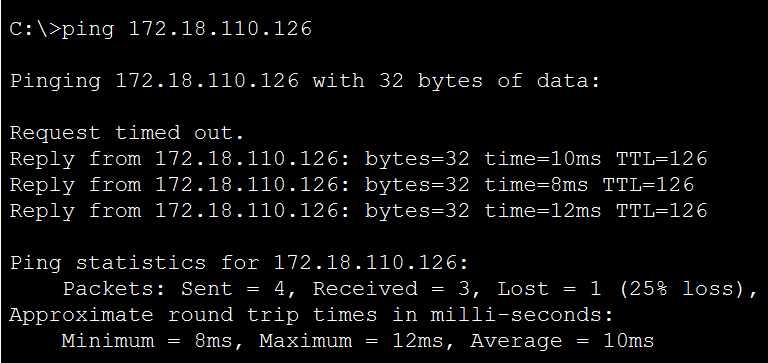 C:\>ping 172.18.110.126
Pinging 172.18.110.126 with 32 bytes of data:
Request timed out.
Reply from 172.18.110.126: bytes=32 time=10ms TTL=126
Reply from 172.18.110.126: bytes=32 time=8ms TTL=126
Reply from 172.18.110.126: bytes=32 time=12ms TTL=126
Ping statistics for 172.18.110.126:
    Packets: Sent = 4, Received = 3, Lost = 1 (25% loss),
Approximate round trip times in milli-seconds:
    Minimum = 8ms, Maximum = 12ms, Average = 10ms